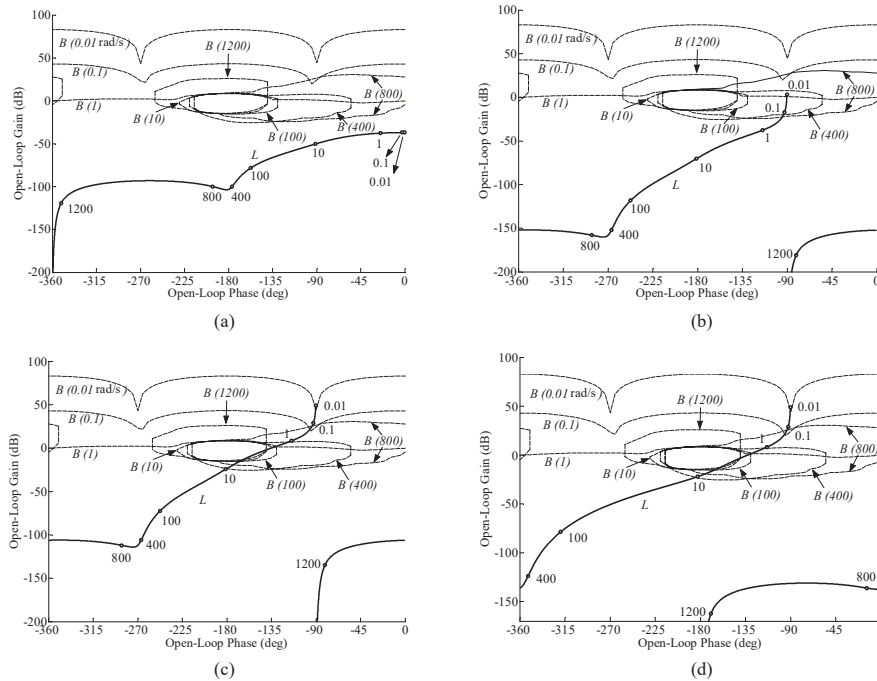 100
B (0.01 rad/s)
B (1200)
50
B (0.1)
B (800)
0
B (1)
B (10)
B (400)
B (100)
-50
L
1
10
0.1
100
0.01
-100
800
400
1200
-150
-200
-360 -315 -270 -225 -180 -135 -90 -45 0
Open-Loop Gain (dB)
Open-Loop Phase (deg)
(a)
100
B (0.01 rad/s)
B (1200)
50
B (0.1)
0.01
B (800)
0
B (1)
0.1
B (10)
B (400)
B (100)
1
-50
L
10
-100
100
-150
800
400
1200
-200
-360 -315 -270 -225 -180 -135 -90 -45 0
Open-Loop Gain (dB)
Open-Loop Phase (deg)
(b)
100
B (0.01 rad/s)
B (1200)
50
0.01
B (0.1)
0.1
1
B (800)
0
B (1)
B (10)
B (100)
B (400)
10
-50
L
100
-100
800
400
1200
-150
-200
-360 -315 -270 -225 -180 -135 -90 -45 0
Open-Loop Gain (dB)
Open-Loop Phase (deg)
(c)
100
B (0.01 rad/s)
B (1200)
50
0.01
B (0.1)
0.1
1
B (800)
0
B (1)
B (10)
B (100)
B (400)
10
-50
L
100
-100
400
800
1200
-150
-170
-360 -315 -270 -225 -180 -135 -90 -45 0
Open-Loop Gain (dB)
Open-Loop Phase (deg)
(d)